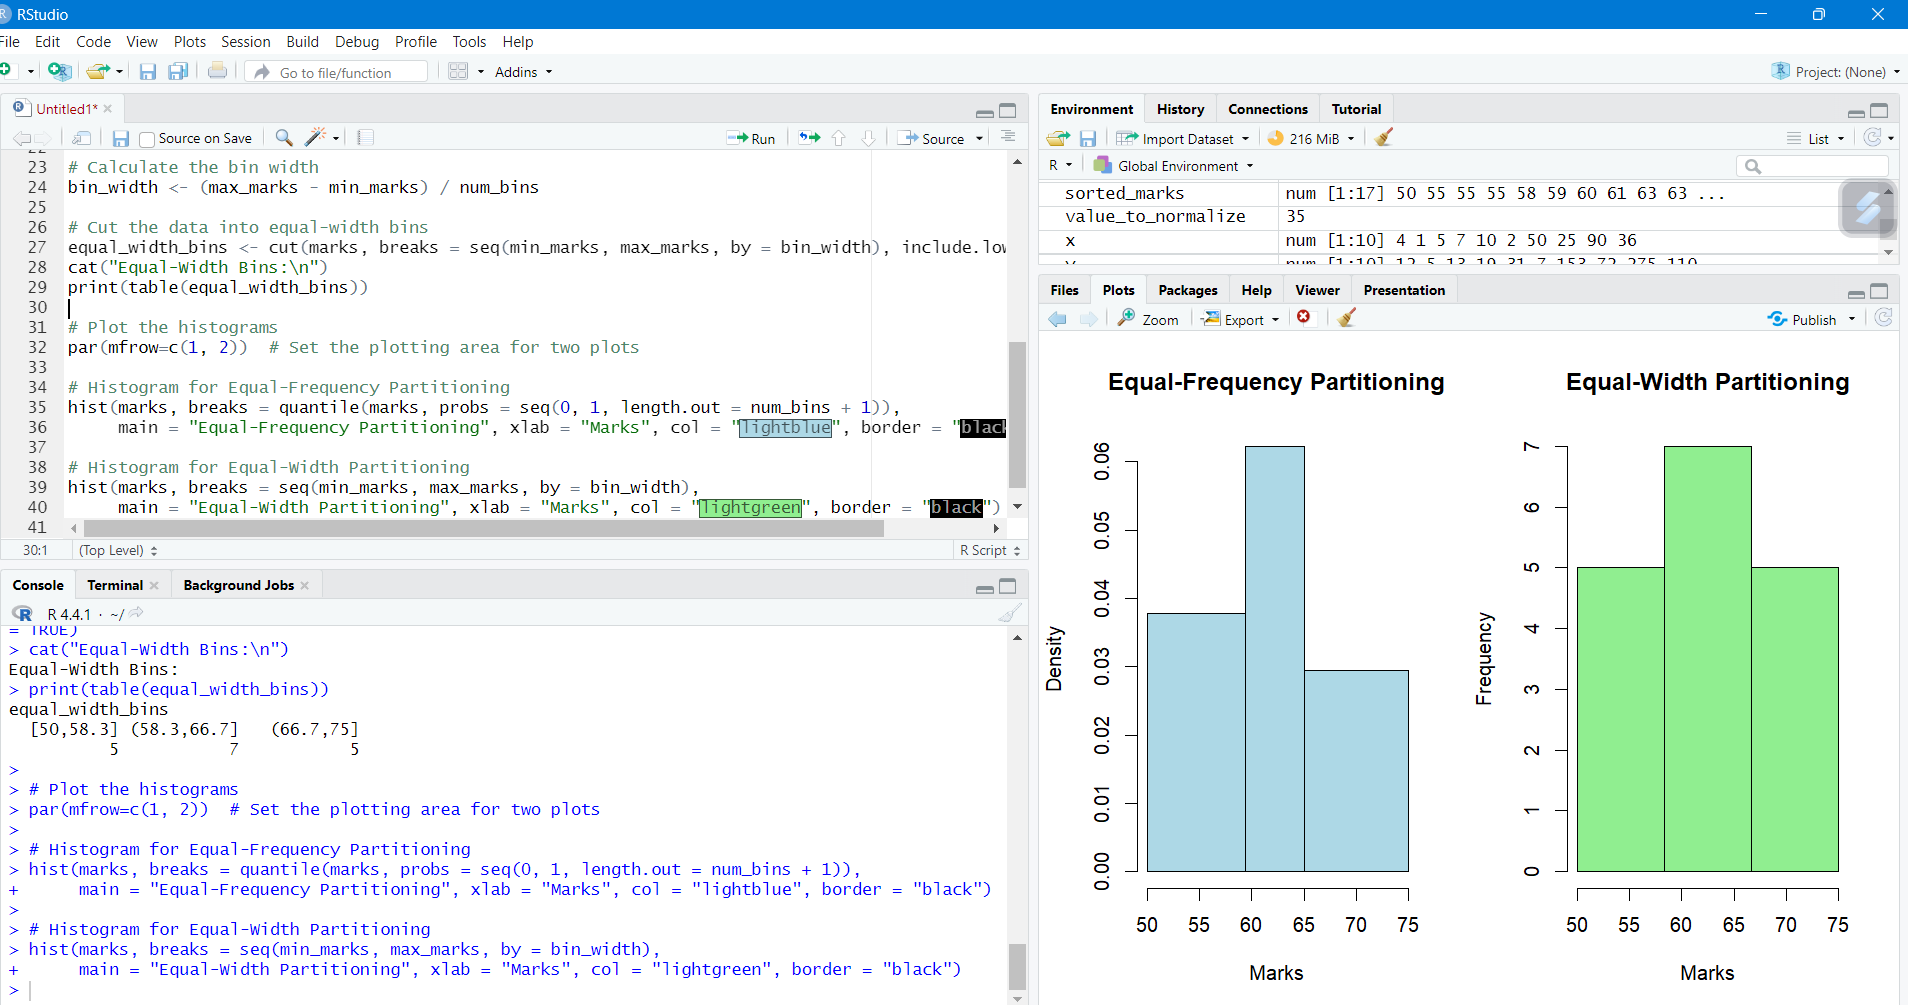 RStudio
File Edit Code View Plots Session Build Debug Profile Tools Help
Go to file/function Addins Project: (None)
Untitled1*
Source on Save Run Source
23 # Calculate the bin width
24 bin_width <- (max_marks - min_marks) / num_bins
25
26 # Cut the data into equal-width bins
27 equal_width_bins <- cut(marks, breaks = seq(min_marks, max_marks, by = bin_width), include.low
28 cat("Equal-Width Bins:\n")
29 print(table(equal_width_bins))
30
31 # Plot the histograms
32 par(mfrow=c(1, 2))  # Set the plotting area for two plots
33
34 # Histogram for Equal-Frequency Partitioning
35 hist(marks, breaks = quantile(marks, probs = seq(0, 1, length.out = num_bins + 1)),
36      main = "Equal-Frequency Partitioning", xlab = "Marks", col = "lightblue", border = "black
37
38 # Histogram for Equal-Width Partitioning
39 hist(marks, breaks = seq(min_marks, max_marks, by = bin_width),
40      main = "Equal-Width Partitioning", xlab = "Marks", col = "lightgreen", border = "black")
41
30:1 (Top Level) R Script
Console Terminal Background Jobs
R 4.4.1 · ~/
= TRUE)
> cat("Equal-Width Bins:\n")
Equal-Width Bins:
> print(table(equal_width_bins))
equal_width_bins
[50,58.3] (58.3,66.7] (66.7,75]
5 7 5
>
> # Plot the histograms
> par(mfrow=c(1, 2))  # Set the plotting area for two plots
>
> # Histogram for Equal-Frequency Partitioning
> hist(marks, breaks = quantile(marks, probs = seq(0, 1, length.out = num_bins + 1)),
+      main = "Equal-Frequency Partitioning", xlab = "Marks", col = "lightblue", border = "black")
>
> # Histogram for Equal-Width Partitioning
> hist(marks, breaks = seq(min_marks, max_marks, by = bin_width),
+      main = "Equal-Width Partitioning", xlab = "Marks", col = "lightgreen", border = "black")
>
Environment History Connections Tutorial
Import Dataset 216 MiB List
R Global Environment
sorted_marks num [1:17] 50 55 55 55 58 59 60 61 63 63 ...
value_to_normalize 35
x num [1:10] 4 1 5 7 10 2 50 25 90 36
y num [1:10] 12 5 13 19 31 7 153 72 275 110
Files Plots Packages Help Viewer Presentation
Zoom Export Publish
Equal-Frequency Partitioning
Density
0.00 0.01 0.02 0.03 0.04 0.05 0.06
50 55 60 65 70 75
Marks
Equal-Width Partitioning
Frequency
0 1 2 3 4 5 6 7
50 55 60 65 70 75
Marks